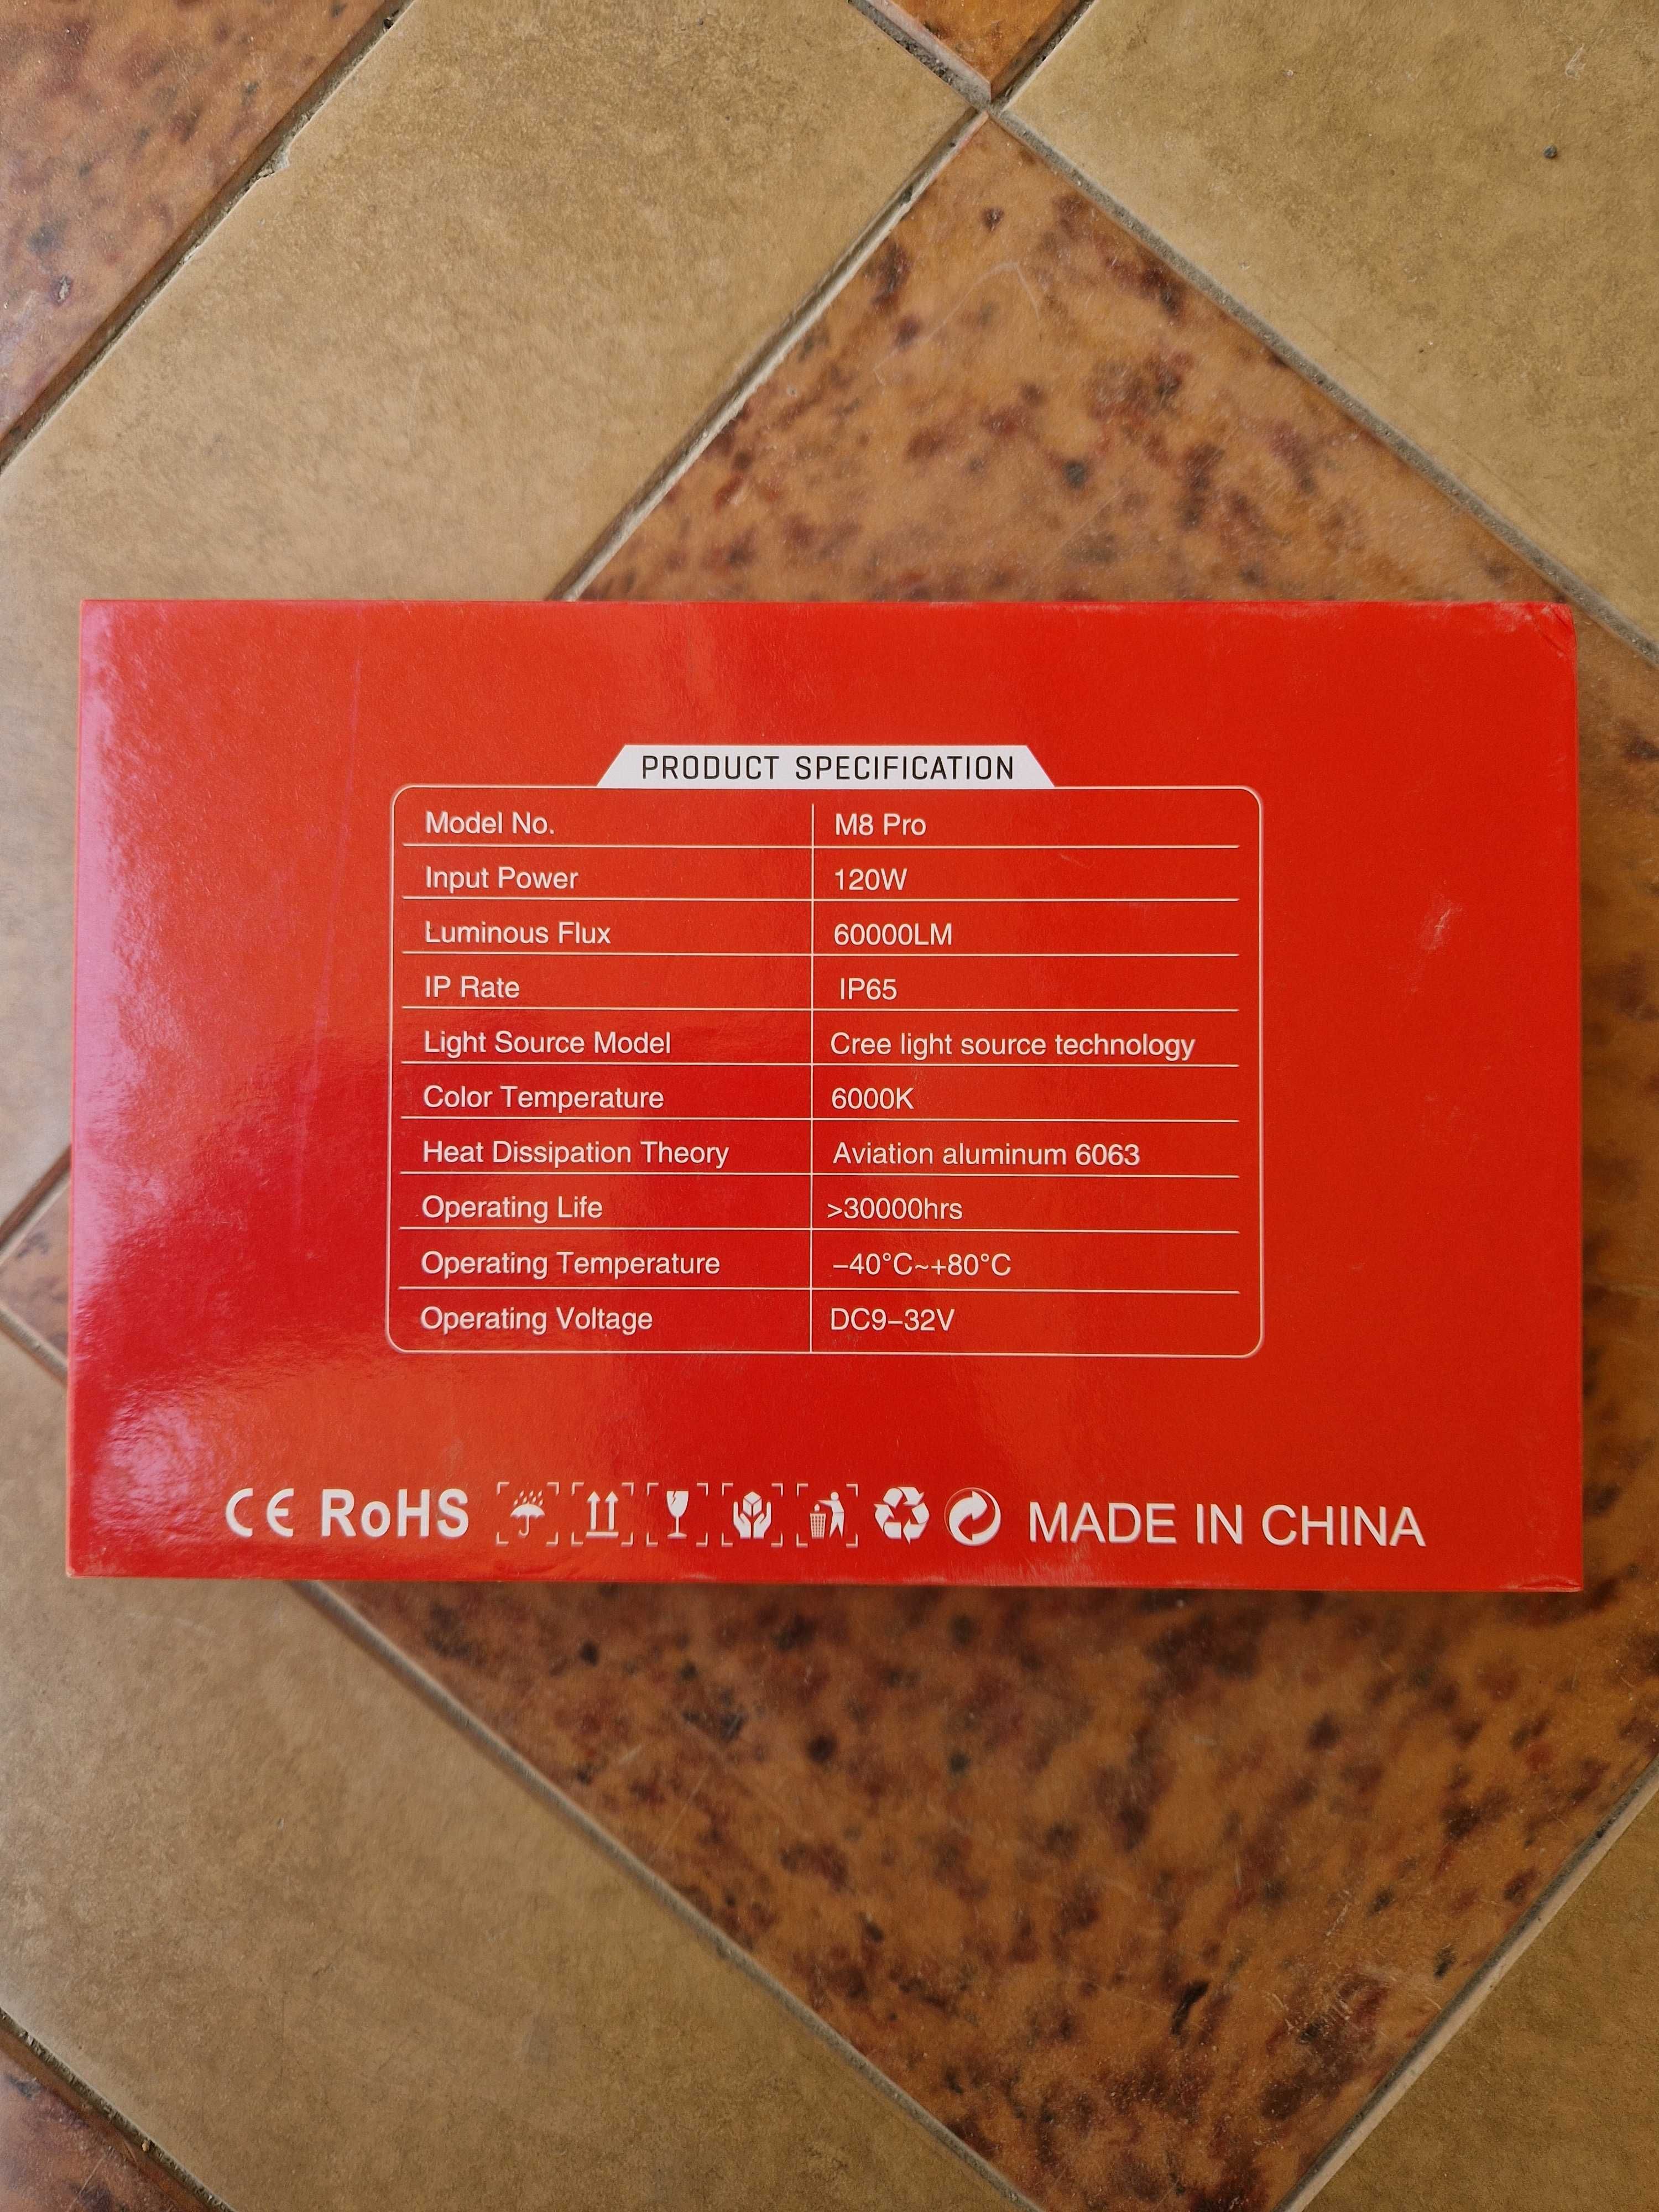 PRODUCT SPECIFICATION
Model No. M8 Pro
Input Power 120W
Luminous Flux 60000LM
IP Rate IP65
Light Source Model Cree light source technology
Color Temperature 6000K
Heat Dissipation Theory Aviation aluminum 6063
Operating Life >30000hrs
Operating Temperature –40°C~+80°C
Operating Voltage DC9–32V
CE RoHS MADE IN CHINA